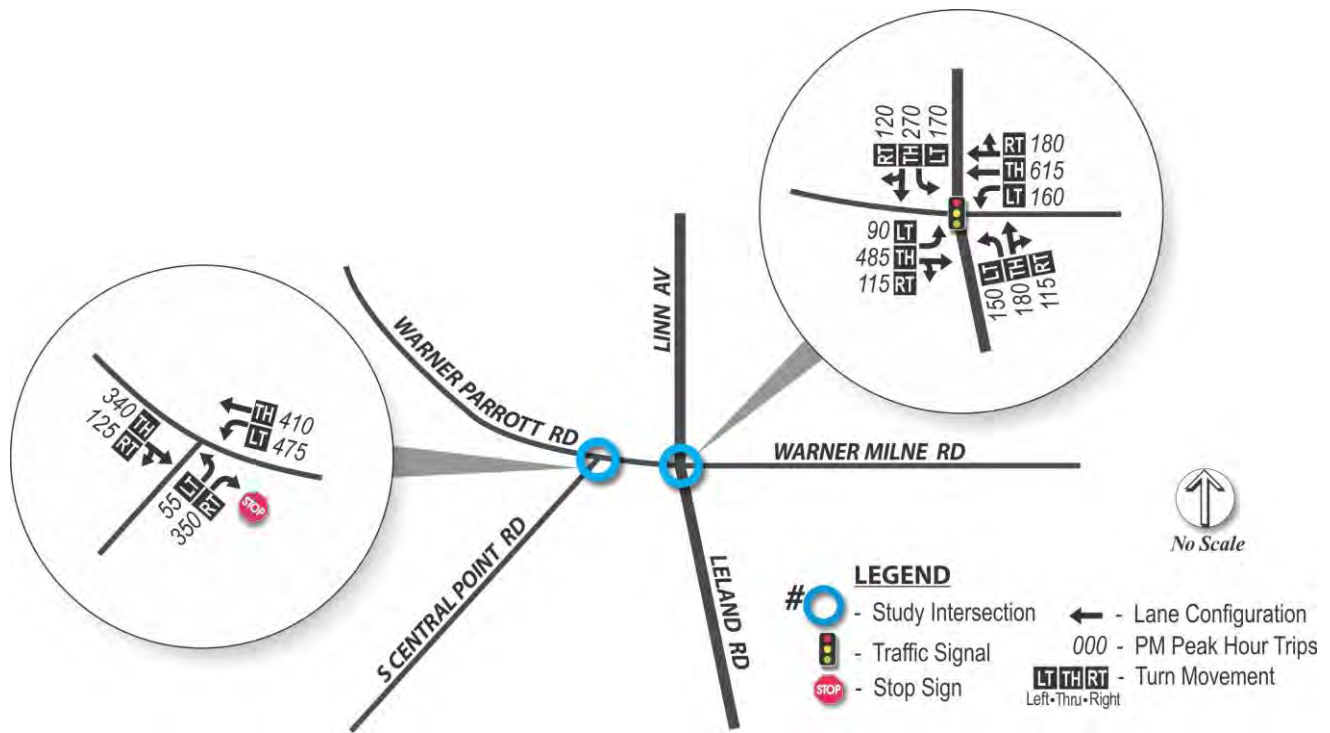 120
270
170
RT
TH
LT
RT 180
TH 615
LT 160
90 LT
485 TH
115 RT
LT
TH
RT
150
180
115
LINN AV
WARNER PARROTT RD
WARNER MILNE RD
340 TH
125 RT
TH 410
LT 475
55 LT
350 RT
STOP
S CENTRAL POINT RD
LELAND RD
No Scale
LEGEND
# - Study Intersection
- Traffic Signal
STOP - Stop Sign
- Lane Configuration
000 - PM Peak Hour Trips
LT TH RT - Turn Movement
Left•Thru•Right